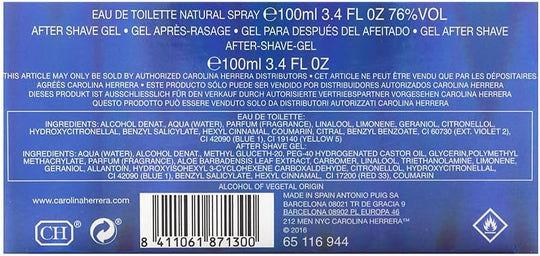 EAU DE TOILETTE NATURAL SPRAY ℮100ml 3.4 FL 0Z 76%VOL
AFTER SHAVE GEL • GEL APRÈS-RASAGE • GEL PARA DESPUÉS DEL AFEITADO • GEL AFTER SHAVE
AFTER-SHAVE-GEL
℮100ml 3.4 FL 0Z
THIS ARTICLE MAY ONLY BE SOLD BY AUTHORIZED CAROLINA HERRERA DISTRIBUTORS • CET ARTICLE NE PEUT ÊTRE VENDU QUE PAR LES DÉPOSITAIRES
AGRÉÉS CAROLINA HERRERA • ESTE PRODUCTO SÓLO PUEDE SER VENDIDO POR DISTRIBUIDORES AUTORIZADOS CAROLINA HERRERA
DIESES PRODUKT IST AUSSCHLIESSLICH FÜR DEN VERKAUF DURCH AUTORISIERTE VERTRIEBSPARTNER VORGESEHEN CAROLINA HERRERA
QUESTO PRODOTTO PUÒ ESSERE VENDUTO SOLO DA DISTRIBUTORI AUTORIZZATI CAROLINA HERRERA
EAU DE TOILETTE:
INGREDIENTS: ALCOHOL DENAT., AQUA (WATER), PARFUM (FRAGRANCE), LINALOOL, LIMONENE, GERANIOL, CITRONELLOL,
HYDROXYCITRONELLAL, BENZYL SALICYLATE, HEXYL CINNAMAL, COUMARIN, CITRAL, BENZYL BENZOATE, CI 60730 (EXT. VIOLET 2),
CI 42090 (BLUE 1), CI 19140 (YELLOW 5)
AFTER SHAVE GEL:
INGREDIENTS: AQUA (WATER), ALCOHOL DENAT, METHYL GLUCETH-20, PEG-40 HYDROGENATED CASTOR OIL, GLYCERIN,POLYMETHYL
METHACRYLATE, PARFUM (FRAGRANCE), ALOE BARBADENSIS LEAF EXTRACT, CARBOMER, LINALOOL, TRIETHANOLAMINE, LIMONENE,
GERANIOL, ALLANTOIN, HYDROXYISOHEXYL 3-CYCLOHEXENE CARBOXALDEHYDE, CITRONELLOL, HYDROXYCITRONELLAL,
CI 42090 (BLUE 1), BENZYL SALICYLATE, HEXYL CINNAMAL, CI 17200 (RED 33), COUMARIN
ALCOHOL OF VEGETAL ORIGIN
www.carolinaherrera.com
CH
8 411061 871300
MADE IN SPAIN ANTONIO PUIG SA
BARCELONA 08021 TR DE GRACIA 9
BARCELONA 08902 PL EUROPA 46
212 MEN NYC CAROLINA HERRERA™
© 2016
65 116 944